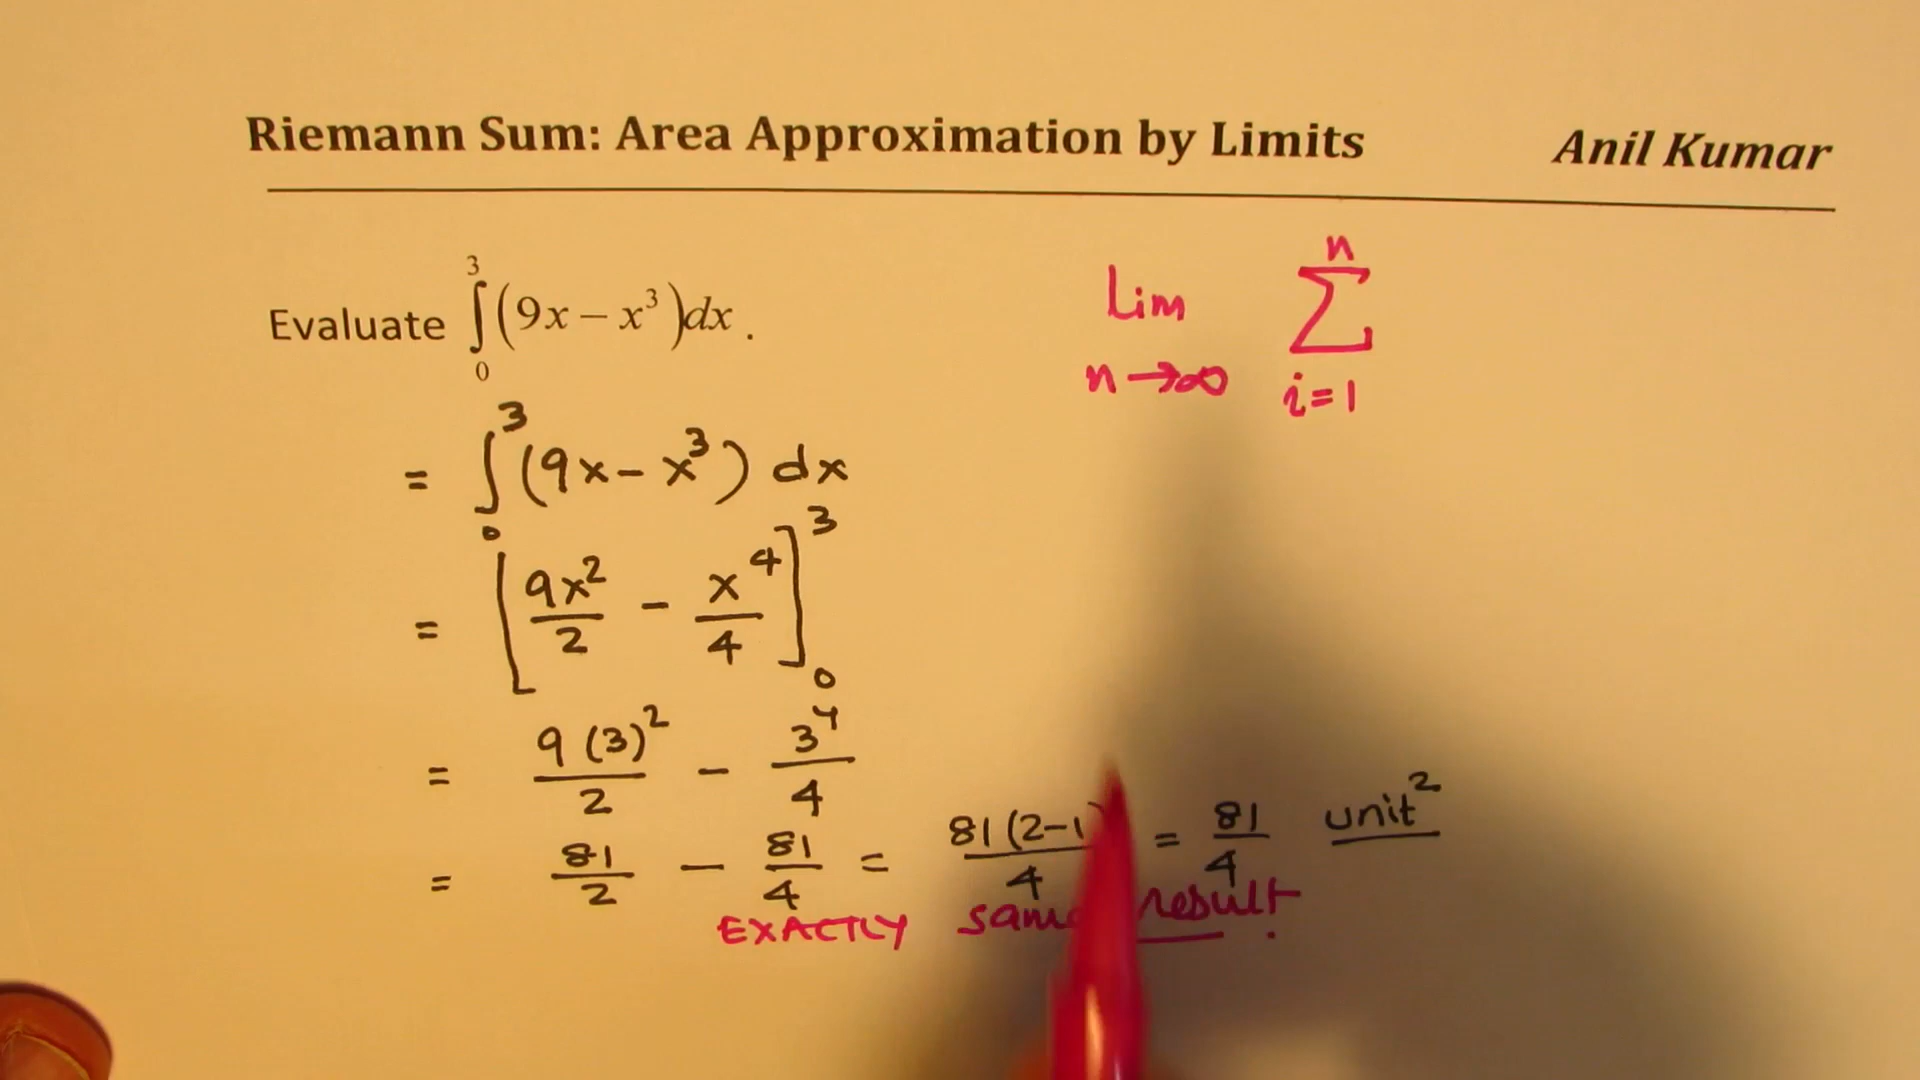 Riemann Sum: Area Approximation by Limits Anil Kumar
Evaluate ∫₀³ (9x − x³)dx .
Lim n→∞ Σ i=1 n
= ∫₀³ (9x − x³) dx
= [9x²/2 − x⁴/4]₀³
= 9(3)²/2 − 3⁴/4
= 81/2 − 81/4 = 81(2−1)/4 = 81/4 unit²
EXACTLY same result.